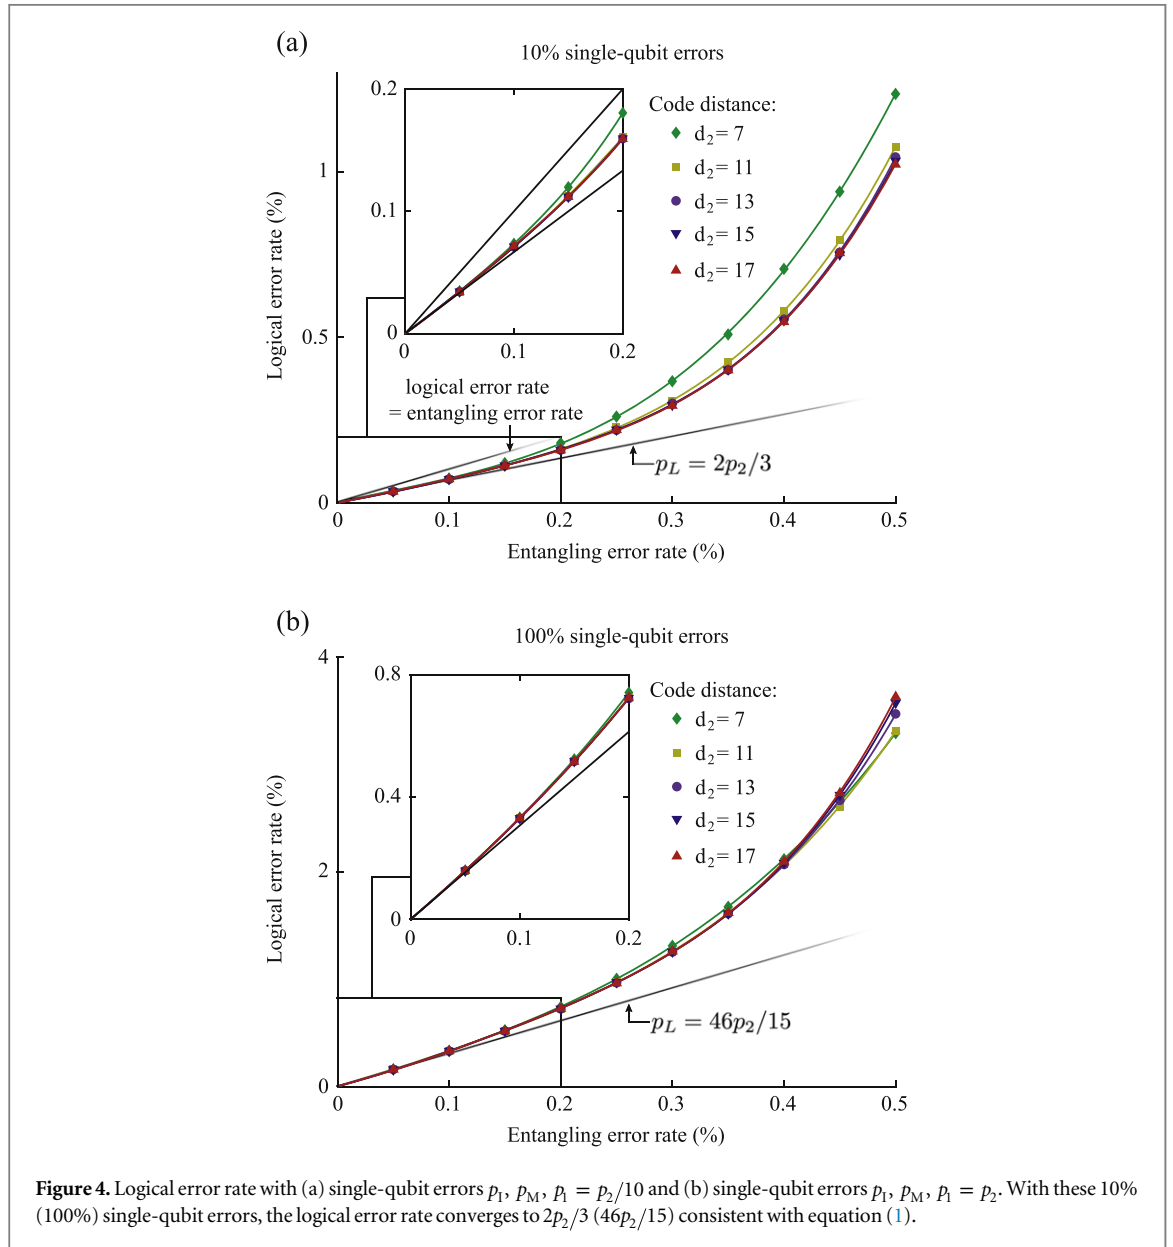 (a)
10% single-qubit errors
Logical error rate (%)
1
0.5
0
0.2
0.1
0
0
0.1
0.2
Code distance:
d2= 7
d2= 11
d2= 13
d2= 15
d2= 17
logical error rate
= entangling error rate
pL = 2p2/3
0
0.1
0.2
0.3
0.4
0.5
Entangling error rate (%)
(b)
100% single-qubit errors
Logical error rate (%)
4
2
0
0.8
0.4
0
0
0.1
0.2
Code distance:
d2= 7
d2= 11
d2= 13
d2= 15
d2= 17
pL = 46p2/15
0
0.1
0.2
0.3
0.4
0.5
Entangling error rate (%)
Figure 4. Logical error rate with (a) single-qubit errors pI, pM, p1 = p2/10 and (b) single-qubit errors pI, pM, p1 = p2. With these 10%
(100%) single-qubit errors, the logical error rate converges to 2p2/3 (46p2/15) consistent with equation (1).